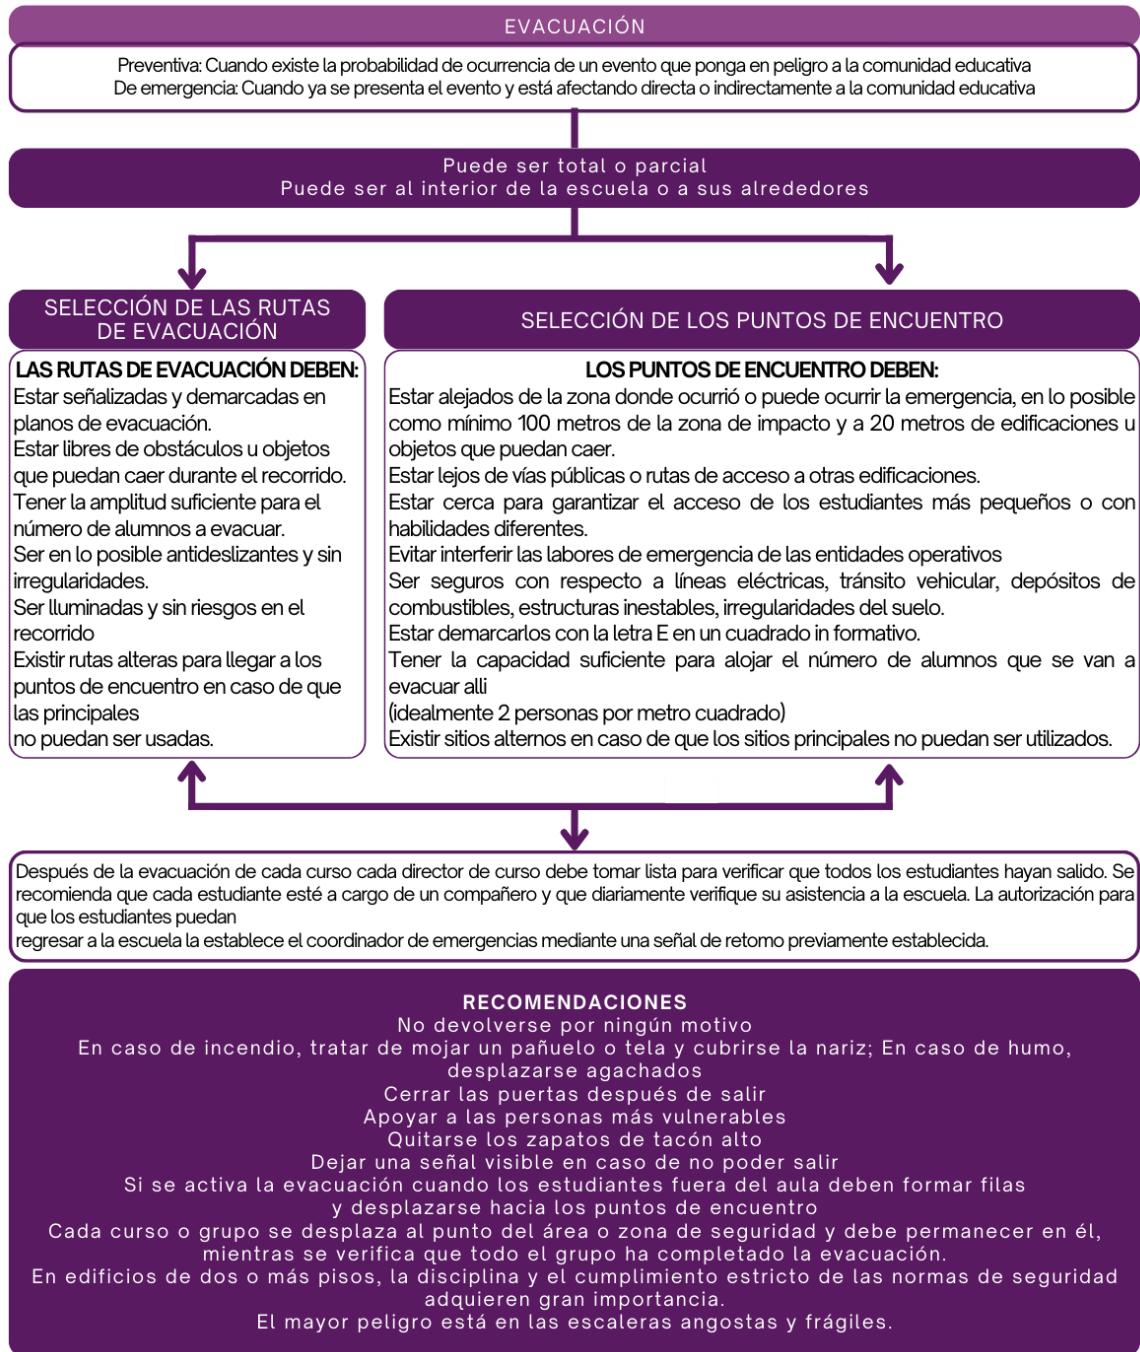 EVACUACIÓN
Preventiva: Cuando existe la probabilidad de ocurrencia de un evento que ponga en peligro a la comunidad educativa
De emergencia: Cuando ya se presenta el evento y está afectando directa o indirectamente a la comunidad educativa
Puede ser total o parcial
Puede ser al interior de la escuela o a sus alrededores
SELECCIÓN DE LAS RUTAS
DE EVACUACIÓN
LAS RUTAS DE EVACUACIÓN DEBEN:
Estar señalizadas y demarcadas en
planos de evacuación.
Estar libres de obstáculos u objetos
que puedan caer durante el recorrido.
Tener la amplitud suficiente para el
número de alumnos a evacuar.
Ser en lo posible antideslizantes y sin
irregularidades.
Ser lluminadas y sin riesgos en el
recorrido
Existir rutas alteras para llegar a los
puntos de encuentro en caso de que
las principales
no puedan ser usadas.
SELECCIÓN DE LOS PUNTOS DE ENCUENTRO
LOS PUNTOS DE ENCUENTRO DEBEN:
Estar alejados de la zona donde ocurrió o puede ocurrir la emergencia, en lo posible
como mínimo 100 metros de la zona de impacto y a 20 metros de edificaciones u
objetos que puedan caer.
Estar lejos de vías públicas o rutas de acceso a otras edificaciones.
Estar cerca para garantizar el acceso de los estudiantes más pequeños o con
habilidades diferentes.
Evitar interferir las labores de emergencia de las entidades operativos
Ser seguros con respecto a líneas eléctricas, tránsito vehicular, depósitos de
combustibles, estructuras inestables, irregularidades del suelo.
Estar demarcarlos con la letra E en un cuadrado in formativo.
Tener la capacidad suficiente para alojar el número de alumnos que se van a
evacuar alli
(idealmente 2 personas por metro cuadrado)
Existir sitios alternos en caso de que los sitios principales no puedan ser utilizados.
Después de la evacuación de cada curso cada director de curso debe tomar lista para verificar que todos los estudiantes hayan salido. Se
recomienda que cada estudiante esté a cargo de un compañero y que diariamente verifique su asistencia a la escuela. La autorización para
que los estudiantes puedan
regresar a la escuela la establece el coordinador de emergencias mediante una señal de retomo previamente establecida.
RECOMENDACIONES
No devolverse por ningún motivo
En caso de incendio, tratar de mojar un pañuelo o tela y cubrirse la nariz; En caso de humo,
desplazarse agachados
Cerrar las puertas después de salir
Apoyar a las personas más vulnerables
Quitarse los zapatos de tacón alto
Dejar una señal visible en caso de no poder salir
Si se activa la evacuación cuando los estudiantes fuera del aula deben formar filas
y desplazarse hacia los puntos de encuentro
Cada curso o grupo se desplaza al punto del área o zona de seguridad y debe permanecer en él,
mientras se verifica que todo el grupo ha completado la evacuación.
En edificios de dos o más pisos, la disciplina y el cumplimiento estricto de las normas de seguridad
adquieren gran importancia.
El mayor peligro está en las escaleras angostas y frágiles.